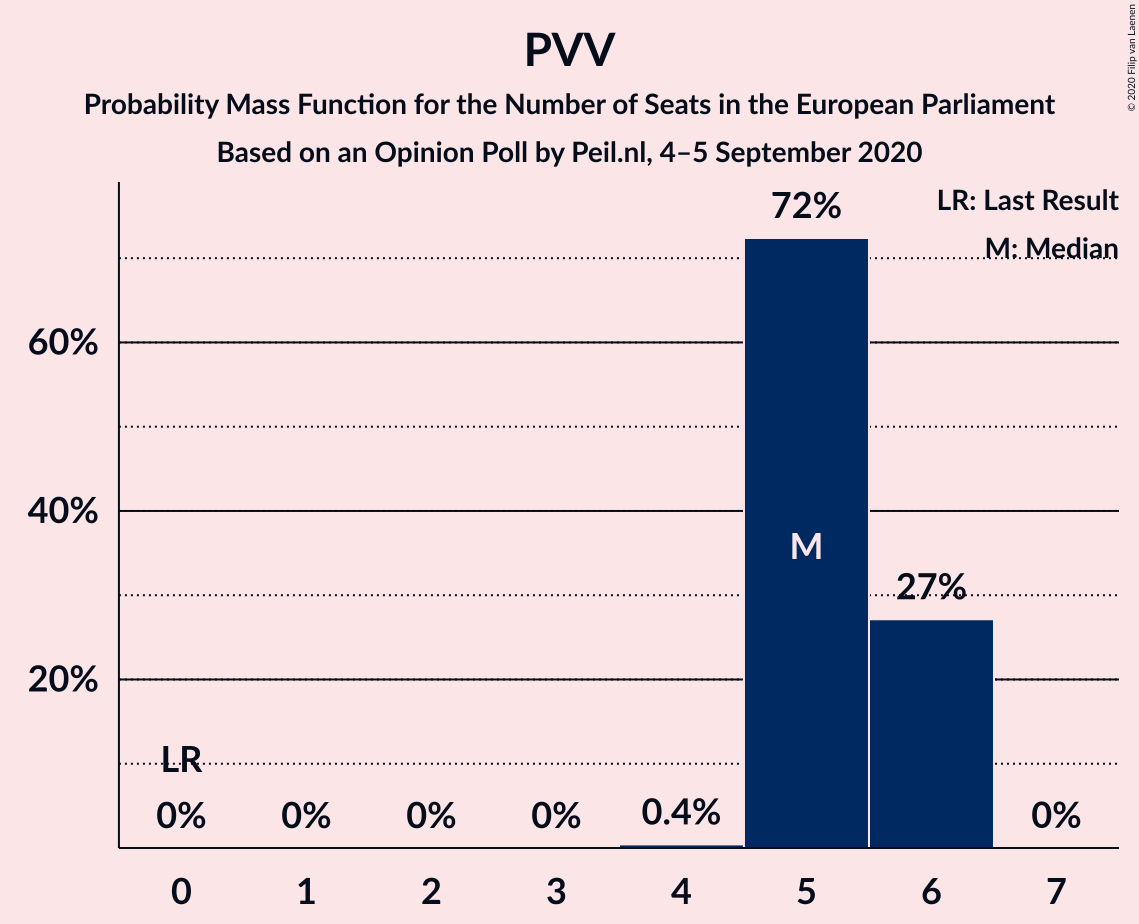 PVV
Probability Mass Function for the Number of Seats in the European Parliament
Based on an Opinion Poll by Peil.nl, 4–5 September 2020
© 2020 Filip van Laenen
LR: Last Result
M: Median
72%
60%
40%
M
27%
20%
LR
0%
0%
0%
0%
0.4%
0%
0 1 2 3 4 5 6 7